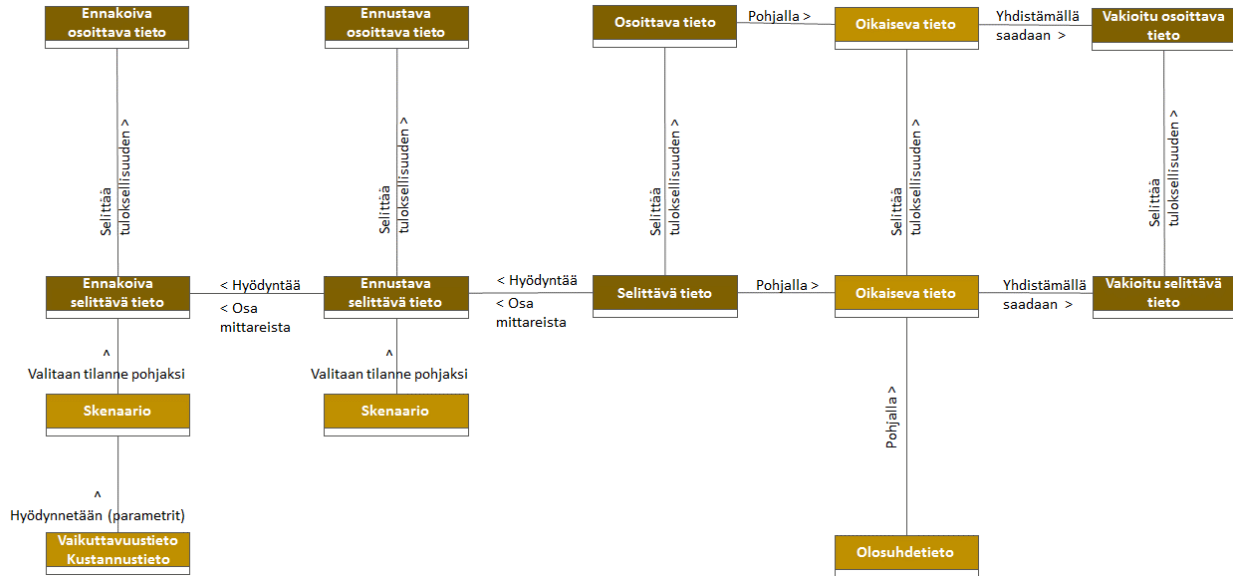 Ennakoiva
osoittava tieto
Ennustava
osoittava tieto
Osoittava tieto
Pohjalla >
Oikaiseva tieto
Yhdistämällä
saadaan >
Vakioitu osoittava
tieto
Selittää
tuloksellisuuden >
Selittää
tuloksellisuuden >
Selittää
tuloksellisuuden >
Selittää
tuloksellisuuden >
Selittää
tuloksellisuuden >
Ennakoiva
selittävä tieto
< Hyödyntää
< Osa
mittareista
Ennustava
selittävä tieto
< Hyödyntää
< Osa
mittareista
Selittävä tieto
Pohjalla >
Oikaiseva tieto
Yhdistämällä
saadaan >
Vakioitu selittävä
tieto
^
Valitaan tilanne pohjaksi
^
Valitaan tilanne pohjaksi
Skenaario
Skenaario
Pohjalla >
^
Hyödynnetään (parametrit)
Vaikuttavuustieto
Kustannustieto
Olosuhdetieto